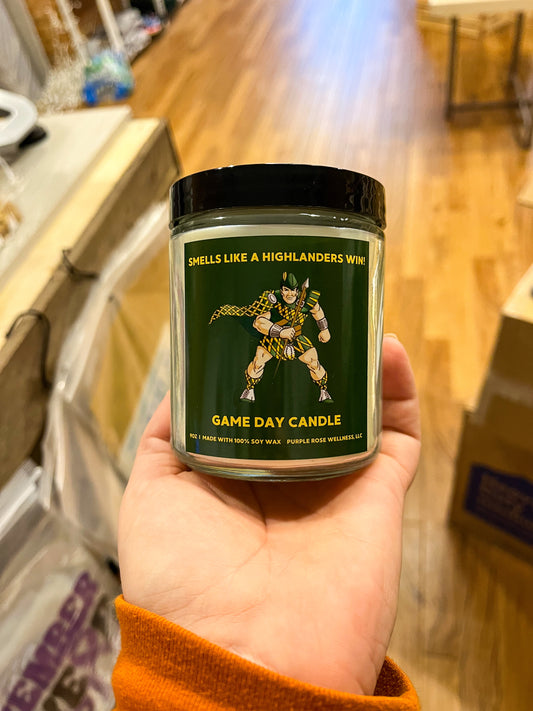 SMELLS LIKE A HIGHLANDERS WIN!
GAME DAY CANDLE
9OZ | MADE WITH 100% SOY WAX PURPLE ROSE WELLNESS, LLC